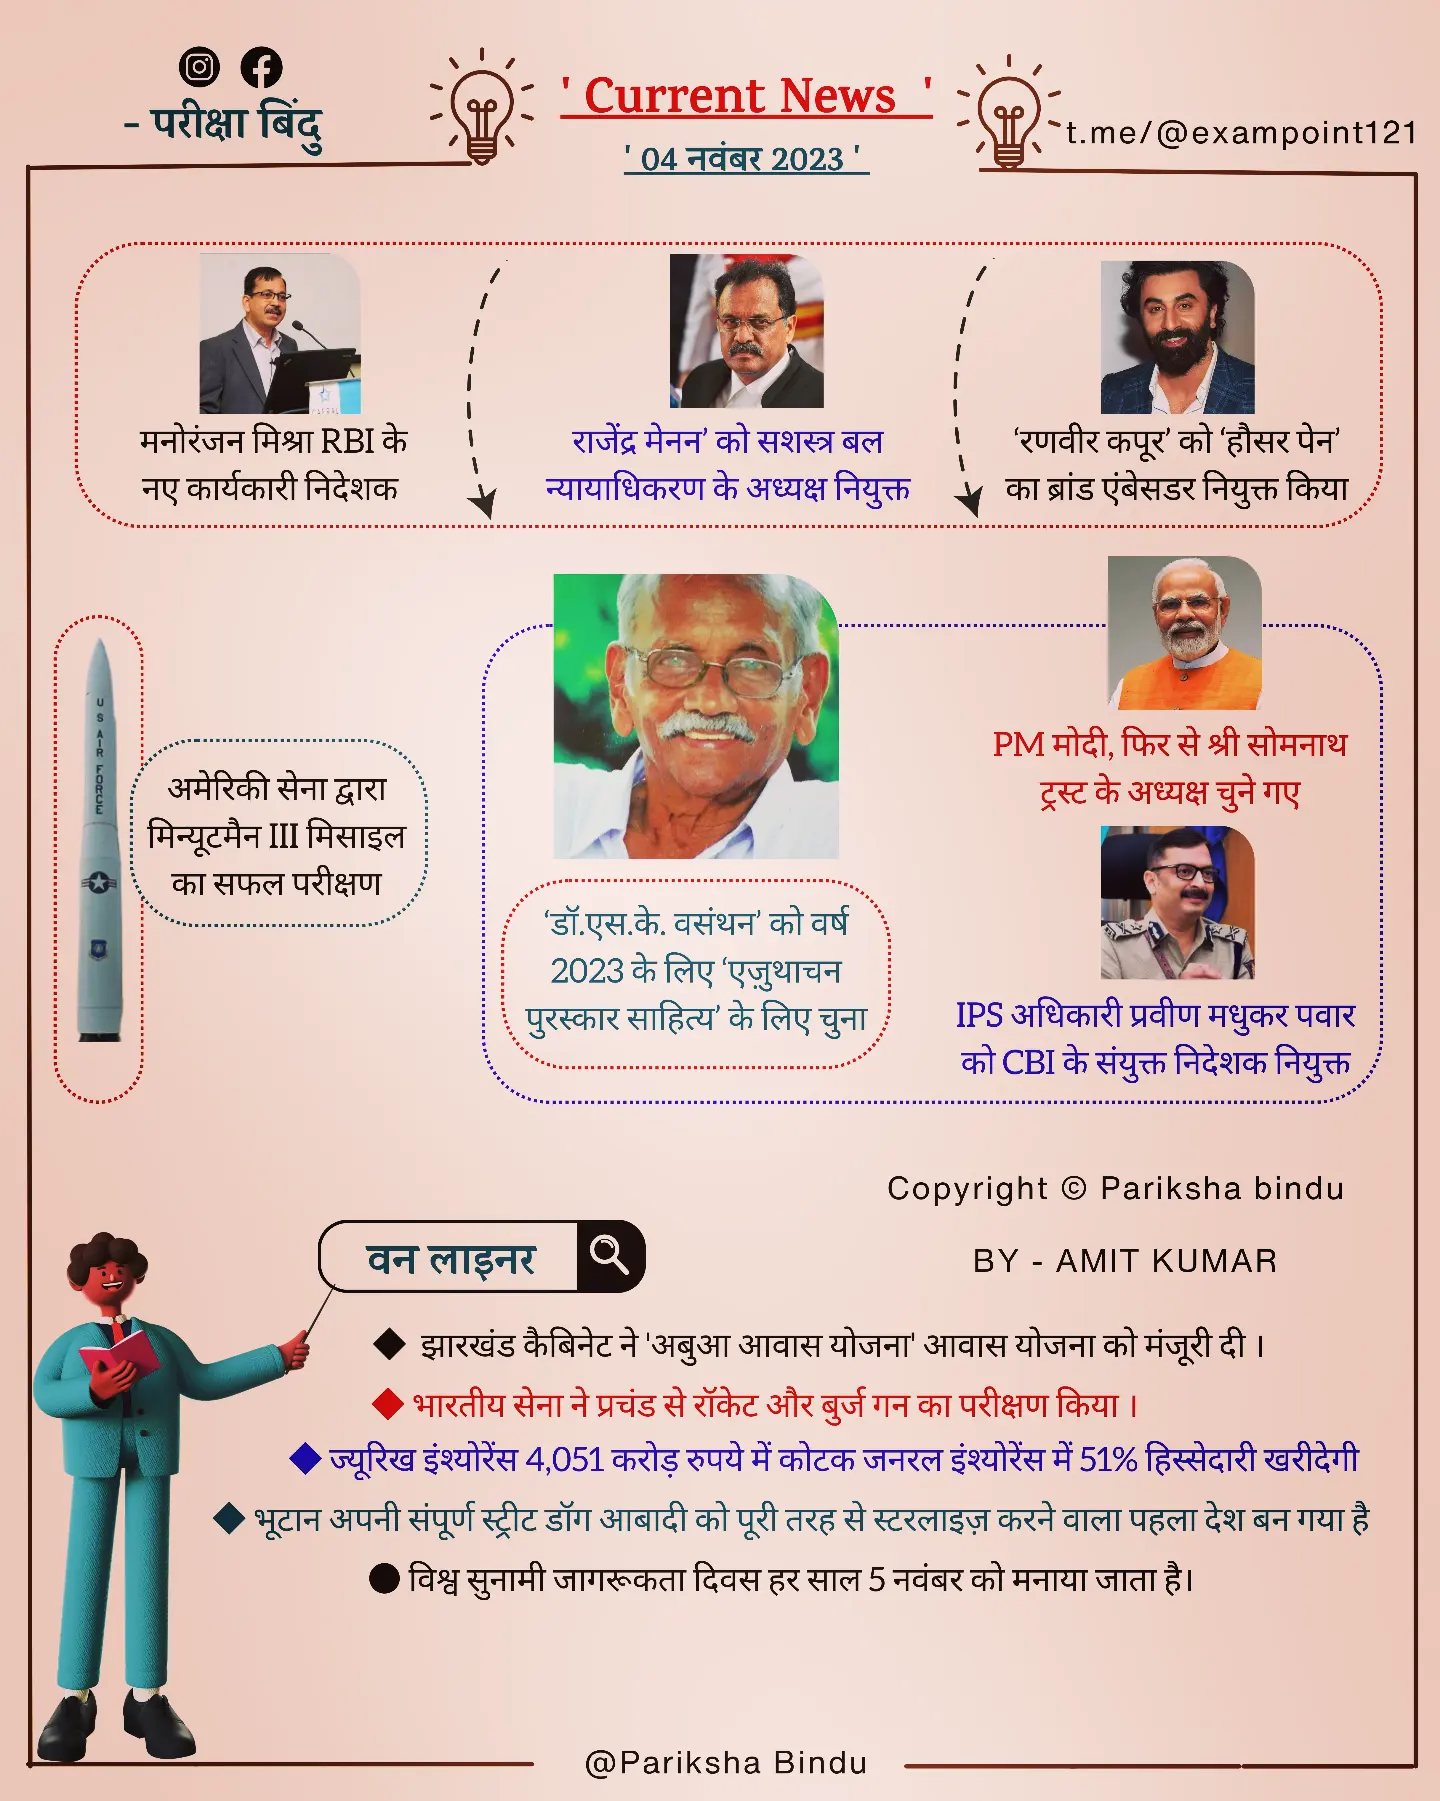 - परीक्षा बिंदु
' Current News '
' 04 नवंबर 2023 '
t.me/@exampoint121
मनोरंजन मिश्रा RBI के
नए कार्यकारी निदेशक
राजेंद्र मेनन’ को सशस्त्र बल
न्यायाधिकरण के अध्यक्ष नियुक्त
‘रणवीर कपूर’ को ‘हौसर पेन’
का ब्रांड एंबेसडर नियुक्त किया
U S AIR FORCE
अमेरिकी सेना द्वारा
मिन्यूटमैन III मिसाइल
का सफल परीक्षण
‘डॉ.एस.के. वसंथन’ को वर्ष
2023 के लिए ‘एज़ुथाचन
पुरस्कार साहित्य’ के लिए चुना
PM मोदी, फिर से श्री सोमनाथ
ट्रस्ट के अध्यक्ष चुने गए
IPS अधिकारी प्रवीण मधुकर पवार
को CBI के संयुक्त निदेशक नियुक्त
Copyright © Pariksha bindu
BY - AMIT KUMAR
वन लाइनर
◆ झारखंड कैबिनेट ने 'अबुआ आवास योजना' आवास योजना को मंजूरी दी ।
◆ भारतीय सेना ने प्रचंड से रॉकेट और बुर्ज गन का परीक्षण किया ।
◆ ज्यूरिख इंश्योरेंस 4,051 करोड़ रुपये में कोटक जनरल इंश्योरेंस में 51% हिस्सेदारी खरीदेगी
◆ भूटान अपनी संपूर्ण स्ट्रीट डॉग आबादी को पूरी तरह से स्टरलाइज़ करने वाला पहला देश बन गया है
● विश्व सुनामी जागरूकता दिवस हर साल 5 नवंबर को मनाया जाता है।
@Pariksha Bindu